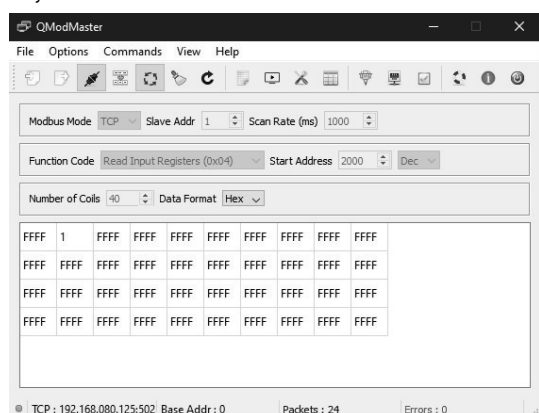 QModMaster
File Options Commands View Help
Modbus Mode TCP Slave Addr 1 Scan Rate (ms) 1000
Function Code Read Input Registers (0x04) Start Address 2000 Dec
Number of Coils 40 Data Format Hex
FFFF 1 FFFF FFFF FFFF FFFF FFFF FFFF FFFF FFFF
FFFF FFFF FFFF FFFF FFFF FFFF FFFF FFFF FFFF FFFF
FFFF FFFF FFFF FFFF FFFF FFFF FFFF FFFF FFFF FFFF
FFFF FFFF FFFF FFFF FFFF FFFF FFFF FFFF FFFF FFFF
TCP : 192.168.080.125:502 Base Addr : 0 Packets : 24 Errors : 0